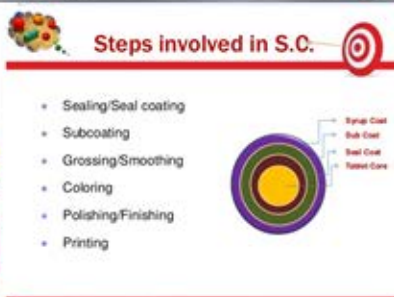 Steps involved in S.C.
Sealing/Seal coating
Subcoating
Grossing/Smoothing
Coloring
Polishing/Finishing
Printing
Syrup Coat
Sub Coat
Seal Coat
Tablet Core